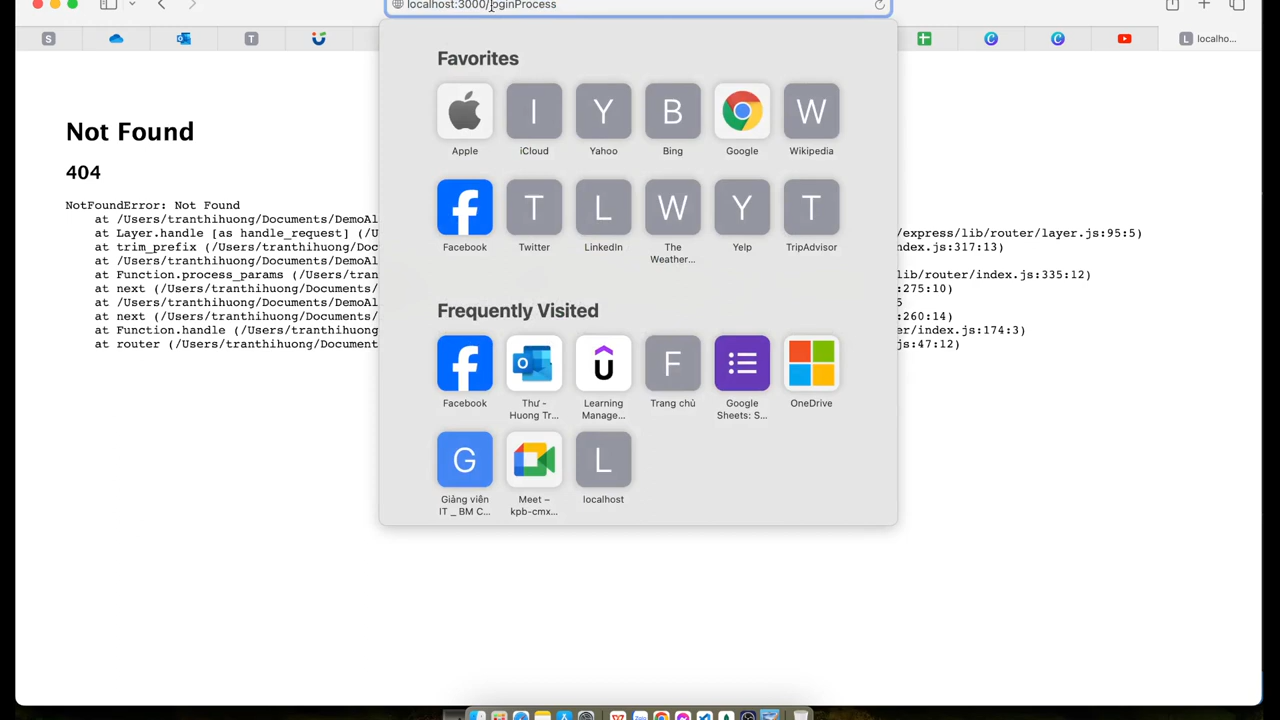 localhost:3000/loginProcess
S
T
L localho...
Not Found
404
NotFoundError: Not Found
at /Users/tranthihuong/Documents/DemoAl
at Layer.handle [as handle_request] (/U
express/lib/router/layer.js:95:5)
at trim_prefix (/Users/tranthihuong/Doc
ndex.js:317:13)
at /Users/tranthihuong/Documents/DemoAl
at Function.process_params (/Users/tran
lib/router/index.js:335:12)
at next (/Users/tranthihuong/Documents/
:275:10)
at /Users/tranthihuong/Documents/DemoAl
at next (/Users/tranthihuong/Documents/
:260:14)
at Function.handle (/Users/tranthihuong
er/index.js:174:3)
at router (/Users/tranthihuong/Document
js:47:12)
Favorites
I Y B W
Apple iCloud Yahoo Bing Google Wikipedia
T L W Y T
Facebook Twitter LinkedIn The Weather... Yelp TripAdvisor
Frequently Visited
F
Facebook Thư - Huong Tr... Learning Manage... Trang chủ Google Sheets: S... OneDrive
G L
Giảng viên IT _ BM C... Meet – kpb-cmx... localhost